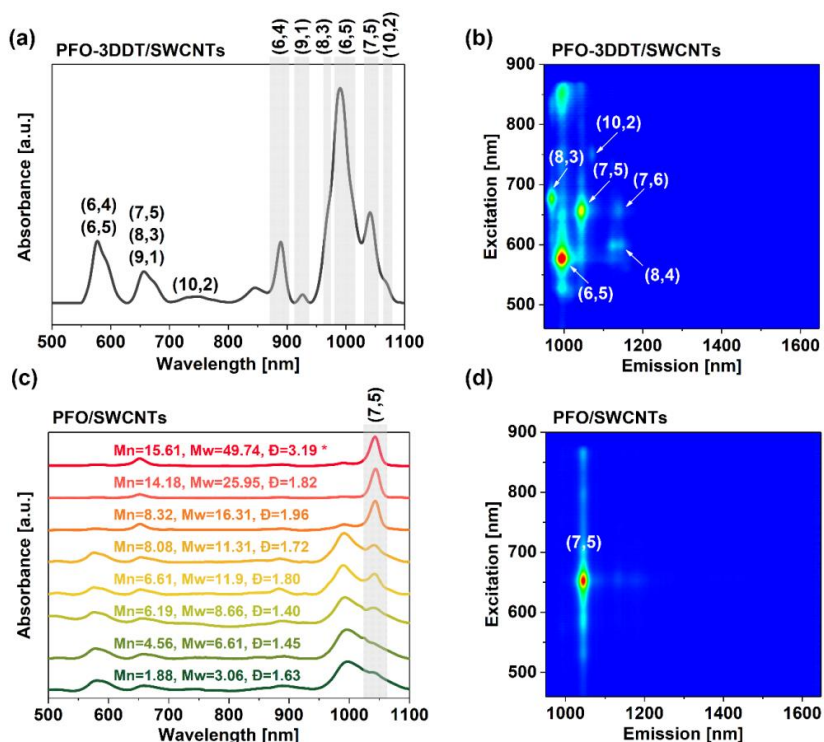 (a)
PFO-3DDT/SWCNTs
(6,4)
(9,1)
(8,3)
(6,5)
(7,5)
(10,2)
(6,4)
(6,5)
(7,5)
(8,3)
(9,1)
(10,2)
Absorbance [a.u.]
500 600 700 800 900 1000 1100
Wavelength [nm]
(b)
PFO-3DDT/SWCNTs
900
800
700
600
500
Excitation [nm]
(10,2)
(8,3)
(7,5)
(7,6)
(6,5)
(8,4)
1000 1200 1400 1600
Emission [nm]
(c)
PFO/SWCNTs
(7,5)
Mn=15.61, Mw=49.74, Đ=3.19 *
Mn=14.18, Mw=25.95, Đ=1.82
Mn=8.32, Mw=16.31, Đ=1.96
Mn=8.08, Mw=11.31, Đ=1.72
Mn=6.61, Mw=11.9, Đ=1.80
Mn=6.19, Mw=8.66, Đ=1.40
Mn=4.56, Mw=6.61, Đ=1.45
Mn=1.88, Mw=3.06, Đ=1.63
Absorbance [a.u.]
500 600 700 800 900 1000 1100
Wavelength [nm]
(d)
PFO/SWCNTs
900
800
700
600
500
Excitation [nm]
(7,5)
1000 1200 1400 1600
Emission [nm]